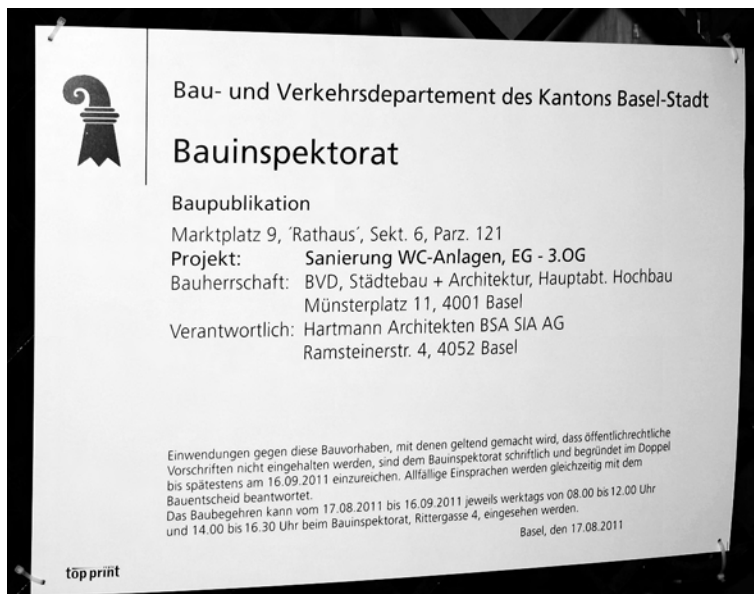 Bau- und Verkehrsdepartement des Kantons Basel-Stadt
Bauinspektorat
Baupublikation
Marktplatz 9, ´Rathaus´, Sekt. 6, Parz. 121
Projekt: Sanierung WC-Anlagen, EG - 3.OG
Bauherrschaft: BVD, Städtebau + Architektur, Hauptabt. Hochbau
Münsterplatz 11, 4001 Basel
Verantwortlich: Hartmann Architekten BSA SIA AG
Ramsteinerstr. 4, 4052 Basel
Einwendungen gegen diese Bauvorhaben, mit denen geltend gemacht wird, dass öffentlichrechtliche
Vorschriften nicht eingehalten werden, sind dem Bauinspektorat schriftlich und begründet im Doppel
bis spätestens am 16.09.2011 einzureichen. Allfällige Einsprachen werden gleichzeitig mit dem
Bauentscheid beantwortet.
Das Baubegehren kann vom 17.08.2011 bis 16.09.2011 jeweils werktags von 08.00 bis 12.00 Uhr
und 14.00 bis 16.30 Uhr beim Bauinspektorat, Rittergasse 4, eingesehen werden.
Basel, den 17.08.2011
top print